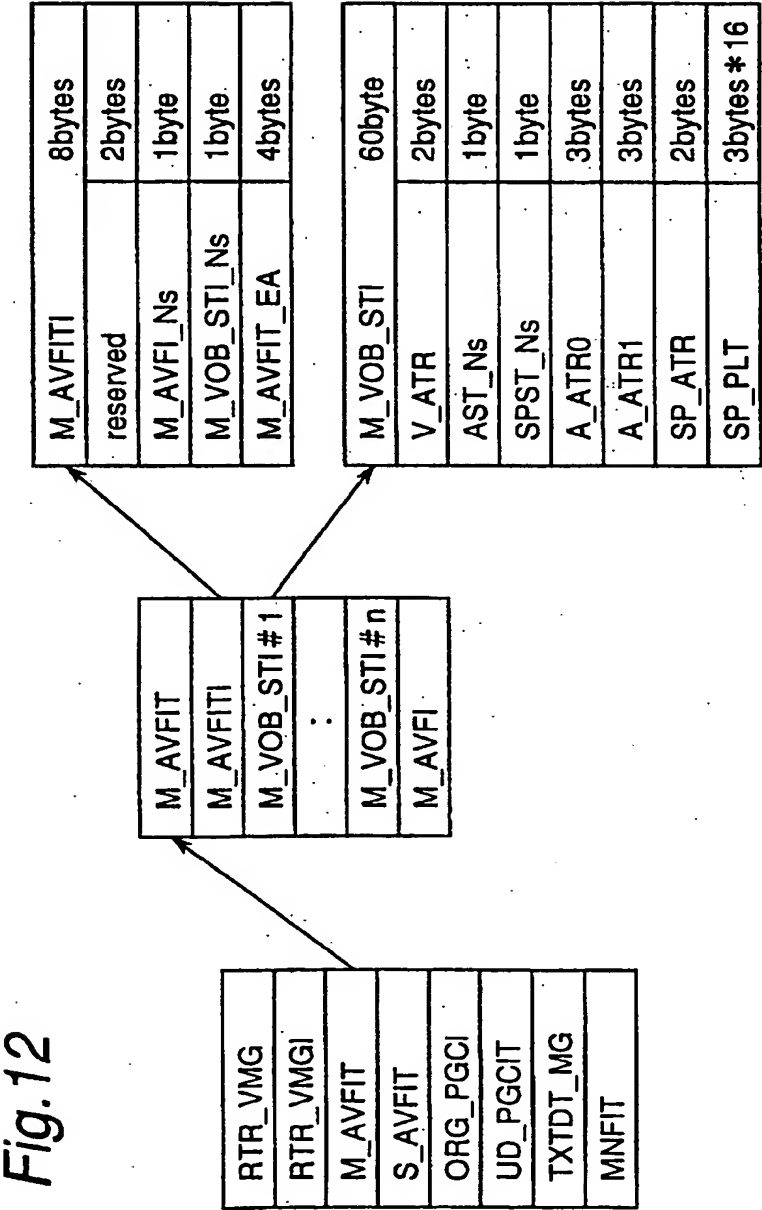 Fig.12
RTR_VMG
RTR_VMGI
M_AVFIT
S_AVFIT
ORG_PGCI
UD_PGCIT
TXTDT_MG
MNFIT
M_AVFIT
M_AVFITI
M_VOB_STI#1
:
M_VOB_STI#n
M_AVFI
M_AVFITI 8bytes
reserved 2bytes
M_AVFI_Ns 1byte
M_VOB_STI_Ns 1byte
M_AVFIT_EA 4bytes
M_VOB_STI 60byte
V_ATR 2bytes
AST_Ns 1byte
SPST_Ns 1byte
A_ATR0 3bytes
A_ATR1 3bytes
SP_ATR 2bytes
SP_PLT 3bytes*16